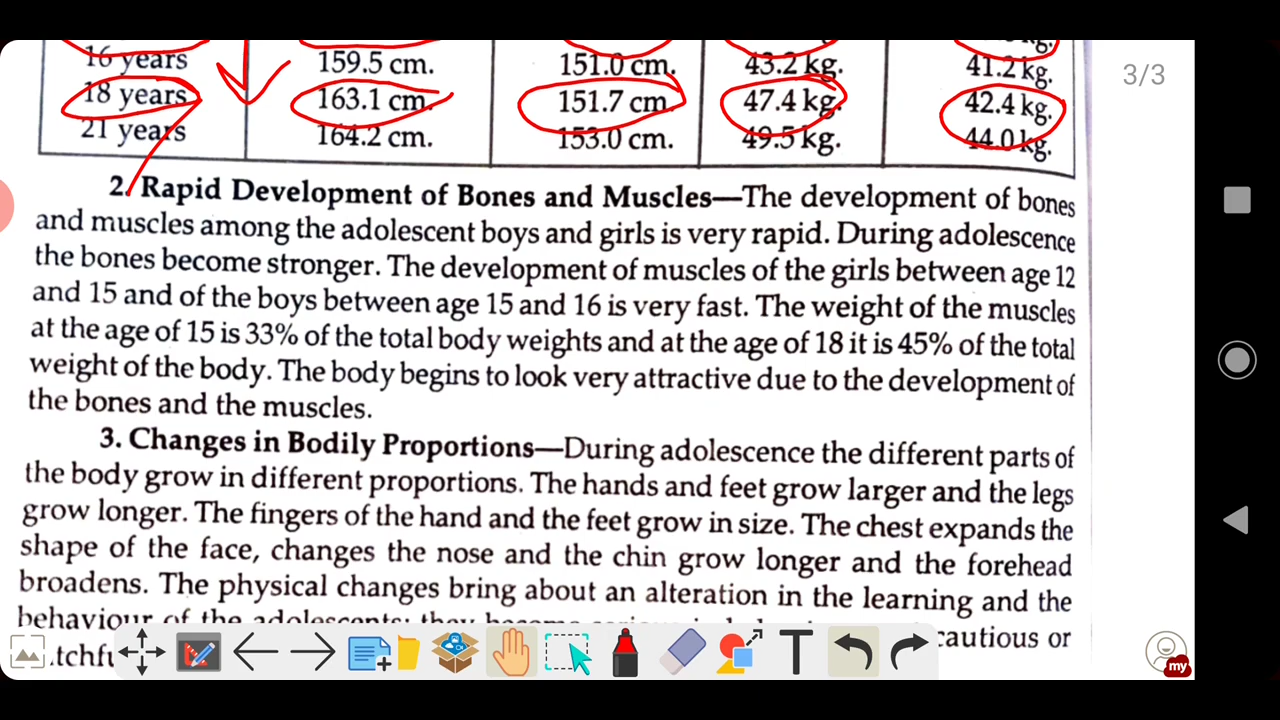 kg.
16 years 159.5 cm. 151.0 cm. 43.2 kg. 41.2 kg.
18 years 163.1 cm. 151.7 cm. 47.4 kg. 42.4 kg.
21 years 164.2 cm. 153.0 cm. 49.5 kg. 44.0 kg.
3/3
2. Rapid Development of Bones and Muscles—The development of bones
and muscles among the adolescent boys and girls is very rapid. During adolescence
the bones become stronger. The development of muscles of the girls between age 12
and 15 and of the boys between age 15 and 16 is very fast. The weight of the muscles
at the age of 15 is 33% of the total body weights and at the age of 18 it is 45% of the total
weight of the body. The body begins to look very attractive due to the development of
the bones and the muscles.
3. Changes in Bodily Proportions—During adolescence the different parts of
the body grow in different proportions. The hands and feet grow larger and the legs
grow longer. The fingers of the hand and the feet grow in size. The chest expands the
shape of the face, changes the nose and the chin grow longer and the forehead
broadens. The physical changes bring about an alteration in the learning and the
behaviour of the adolescents; they become cautious or
T
my